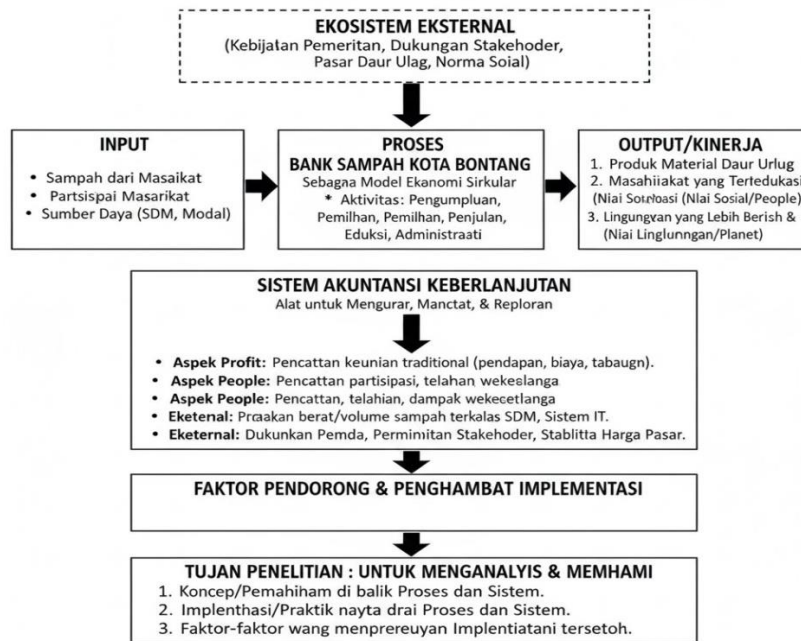 EKOSISTEM EKSTERNAL
(Kebijatan Pemeritan, Dukungan Stakehoder,
Pasar Daur Ulag, Norma Soial)
INPUT
• Sampah dari Masaikat
• Partsispai Masarikat
• Sumber Daya (SDM, Modal)
PROSES
BANK SAMPAH KOTA BONTANG
Sebagna Model Ekanomi Sirkular
* Aktivitas: Pengumpluan,
Pemilhan, Pemilhan, Penjulan,
Eduksi, Administraati
OUTPUT/KINERJA
1. Produk Material Daur Urlug
2. Masahiiakat yang Tertedukasi
(Niai Sosnoasi (Nlai Sosial/People)
3. Lingungvan yang Lebih Berish &
(Niai Linglunngan/Planet)
SISTEM AKUNTANSI KEBERLANJUTAN
Alat untuk Mengurar, Manctat, & Reploran
• Aspek Profit: Pencattan keunian traditional (pendapan, biaya, tabaugn).
• Aspek People: Pencattan partisipasi, telahan wekeelanga
• Aspek People: Pencattan, telahian, dampak wekecetlanga
• Eketenal: Prcaakan berat/volume sampah terkalas SDM, Sistem IT.
• Eketernal: Dukunkan Pemda, Perminitan Stakehoder, Stablitta Harga Pasar.
FAKTOR PENDORONG & PENGHAMBAT IMPLEMENTASI
TUJAN PENELITIAN : UNTUK MENGANALYIS & MEMHAMI
1. Koncep/Pemahiham di balik Proses dan Sistem.
2. Implenthasi/Praktik nayta drai Proses dan Sistem.
3. Faktor-faktor wang menprereuyan Implentiatani tersetoh.